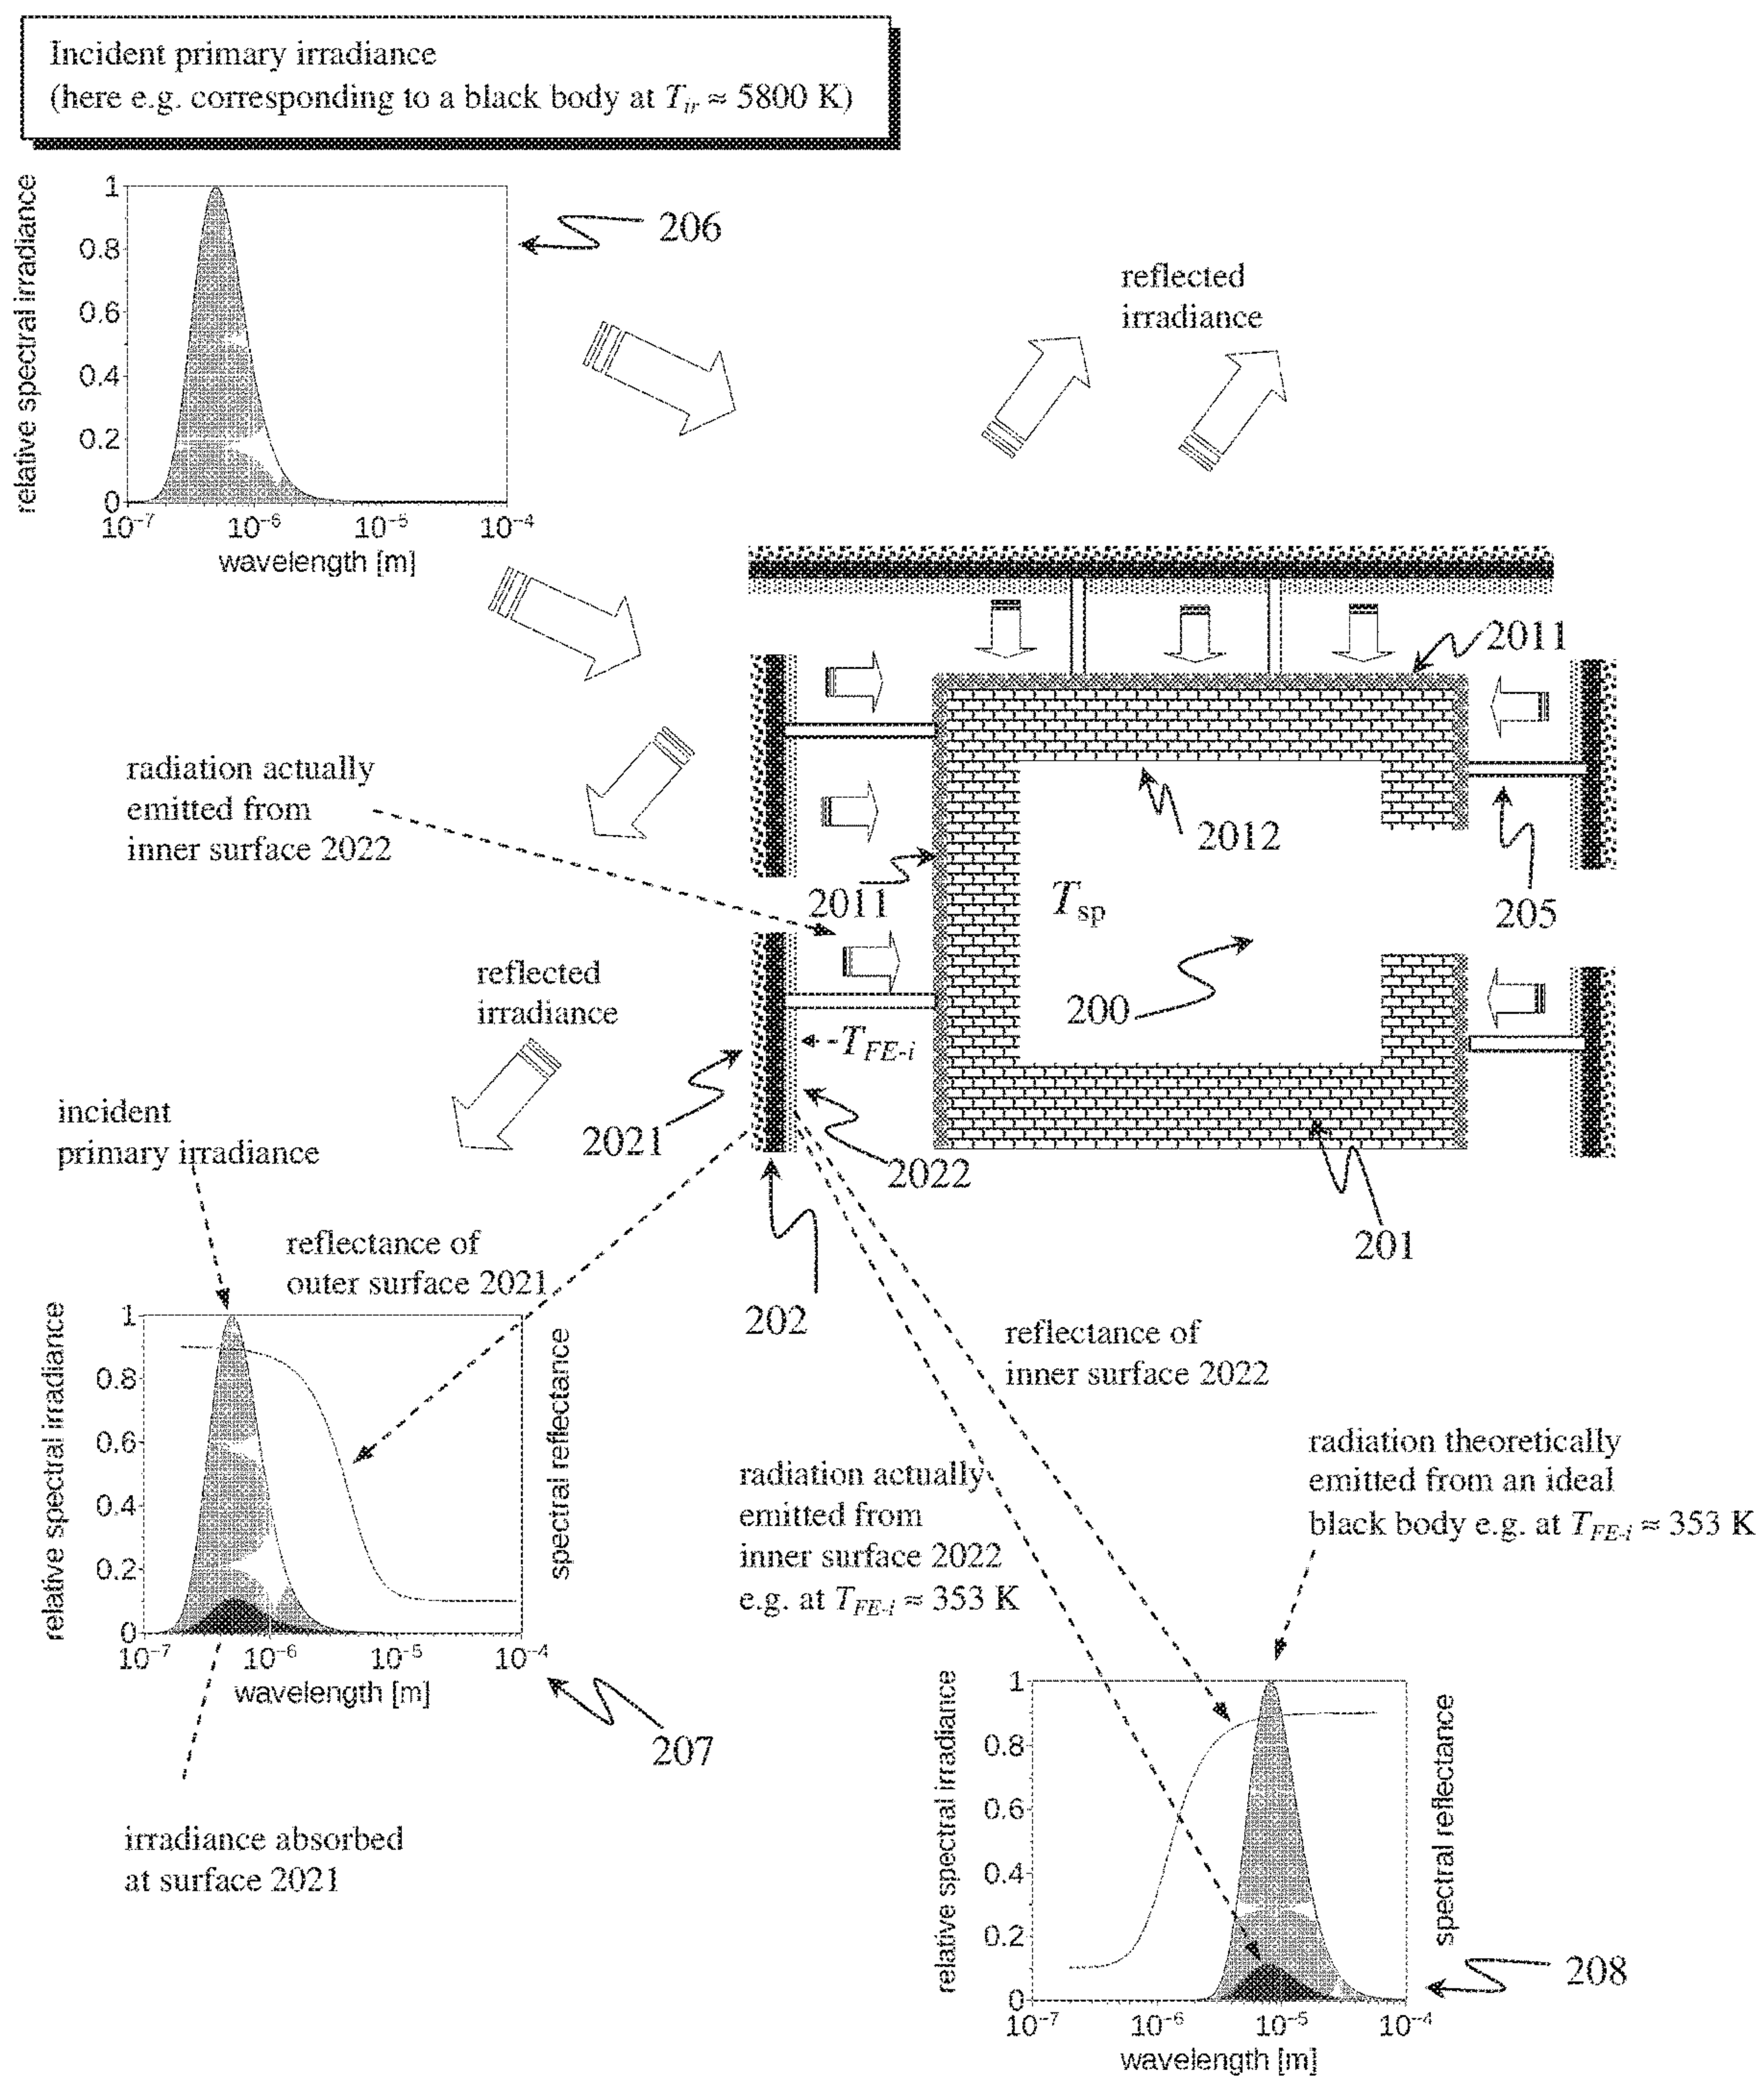 Incident primary irradiance
(here e.g. corresponding to a black body at T_ir ≈ 5800 K)
relative spectral irradiance
1
0.8
0.6
0.4
0.2
0
10⁻⁷ 10⁻⁶ 10⁻⁵ 10⁻⁴
wavelength [m]
206
reflected
irradiance
2011
2012
205
radiation actually
emitted from
inner surface 2022
2011
T_sp
200
reflected
irradiance
-T_FE-i
2021
2022
201
202
incident
primary irradiance
reflectance of
outer surface 2021
relative spectral irradiance
1
0.8
0.6
0.4
0.2
0
10⁻⁷ 10⁻⁶ 10⁻⁵ 10⁻⁴
wavelength [m]
spectral reflectance
207
irradiance absorbed
at surface 2021
reflectance of
inner surface 2022
radiation actually
emitted from
inner surface 2022
e.g. at T_FE-i ≈ 353 K
radiation theoretically
emitted from an ideal
black body e.g. at T_FE-i ≈ 353 K
relative spectral irradiance
1
0.8
0.6
0.4
0.2
0
10⁻⁷ 10⁻⁶ 10⁻⁵ 10⁻⁴
wavelength [m]
spectral reflectance
208